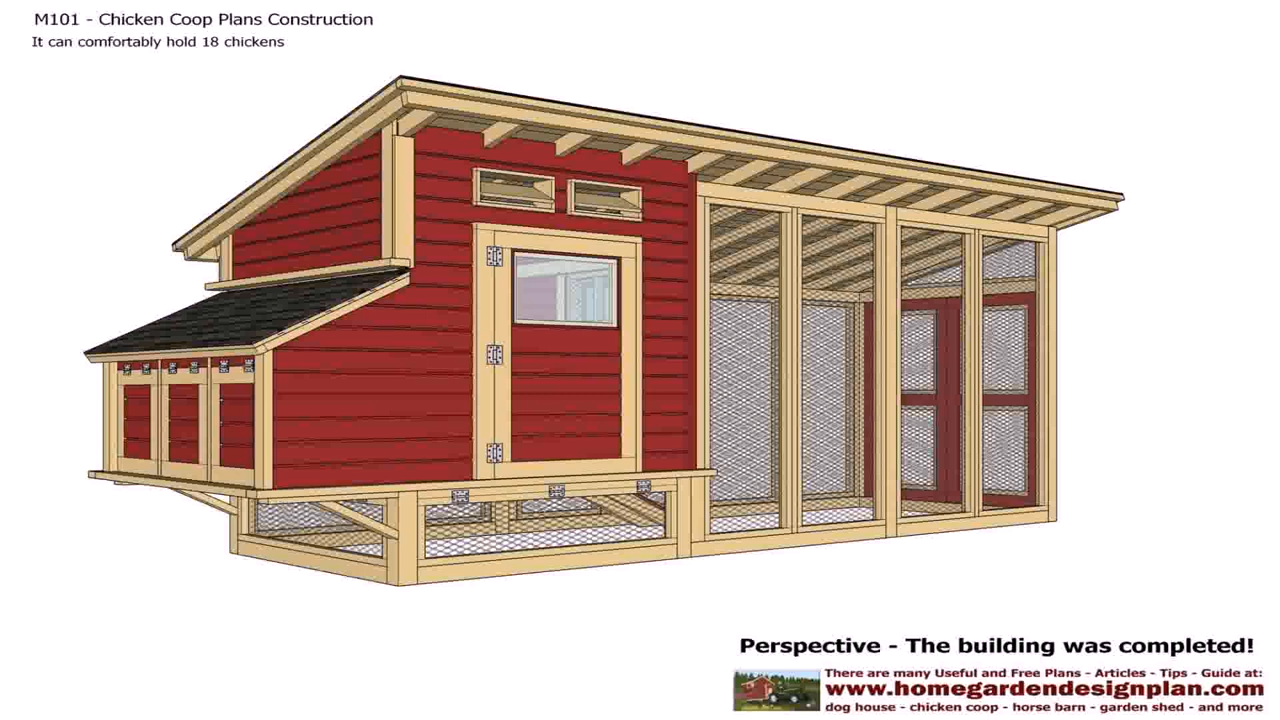 M101 - Chicken Coop Plans Construction
It can comfortably hold 18 chickens
Perspective - The building was completed!
There are many Useful and Free Plans - Articles - Tips - Guide at:
www.homegardendesignplan.com
dog house - chicken coop - horse barn - garden shed - and more